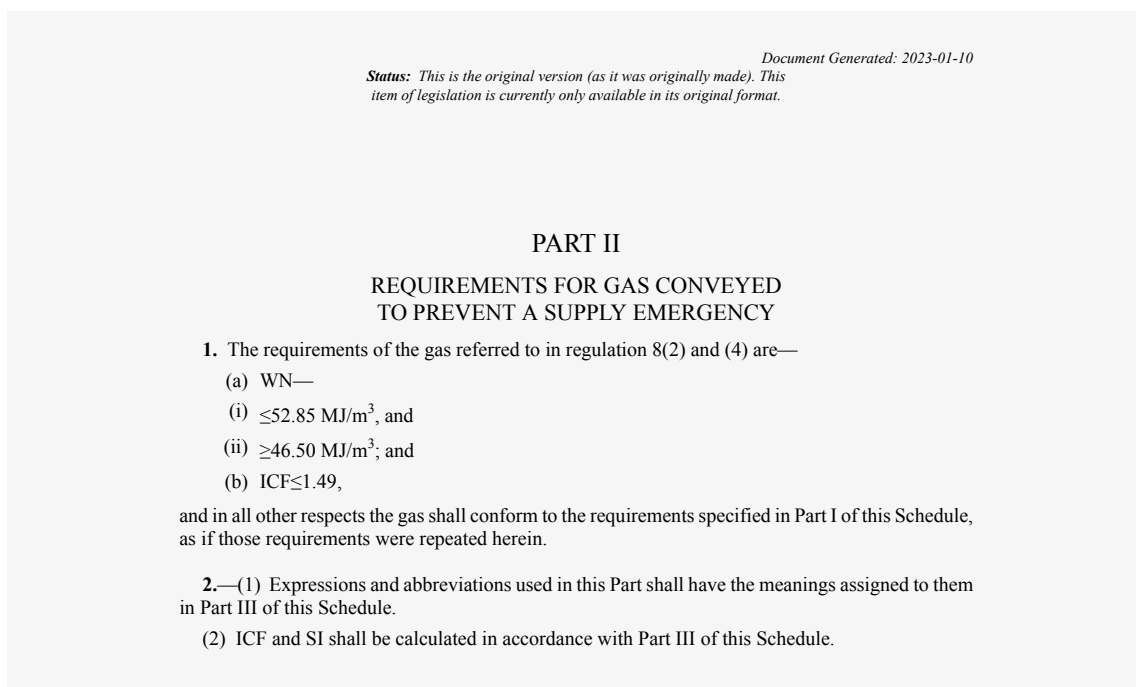 Document Generated: 2023-01-10
Status: This is the original version (as it was originally made). This
item of legislation is currently only available in its original format.
PART II
REQUIREMENTS FOR GAS CONVEYED
TO PREVENT A SUPPLY EMERGENCY
1. The requirements of the gas referred to in regulation 8(2) and (4) are—
(a) WN—
(i) ≤52.85 MJ/m³, and
(ii) ≥46.50 MJ/m³; and
(b) ICF≤1.49,
and in all other respects the gas shall conform to the requirements specified in Part I of this Schedule,
as if those requirements were repeated herein.
2.—(1) Expressions and abbreviations used in this Part shall have the meanings assigned to them
in Part III of this Schedule.
(2) ICF and SI shall be calculated in accordance with Part III of this Schedule.